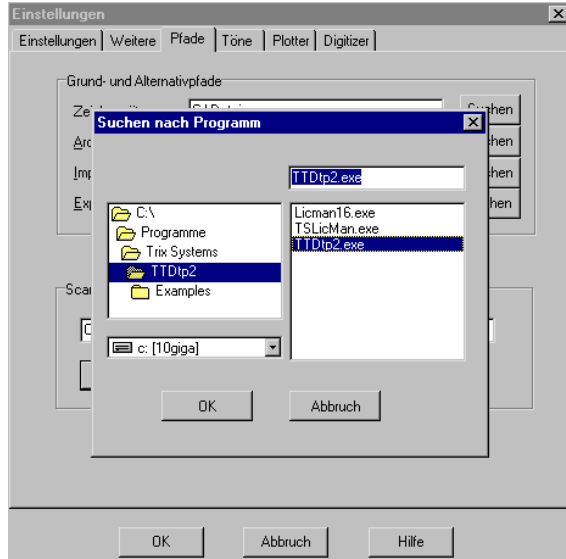 Einstellungen
Einstellungen Weitere Pfade Töne Plotter Digitizer
Grund- und Alternativpfade
Suchen nach Programm
TTDtp2.exe
C:\
Programme
Trix Systems
TTDtp2
Examples
Licman16.exe
TSLicMan.exe
TTDtp2.exe
c: [10giga]
OK Abbruch
OK Abbruch Hilfe